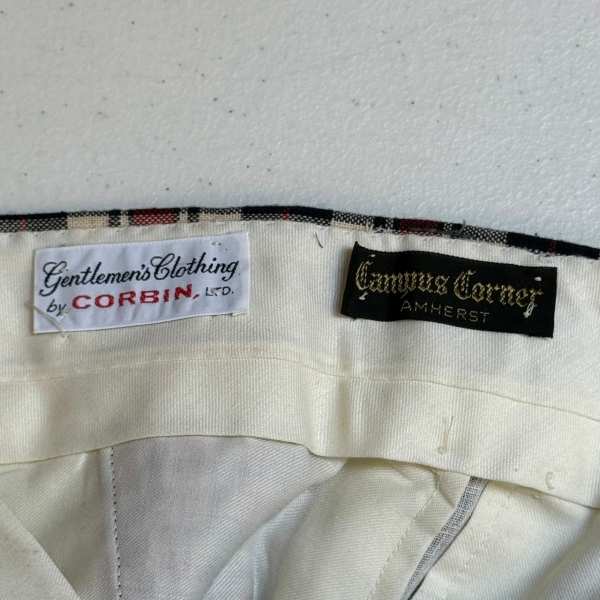 Gentlemen's Clothing
by CORBIN, LTD.
Campus Corner
AMHERST